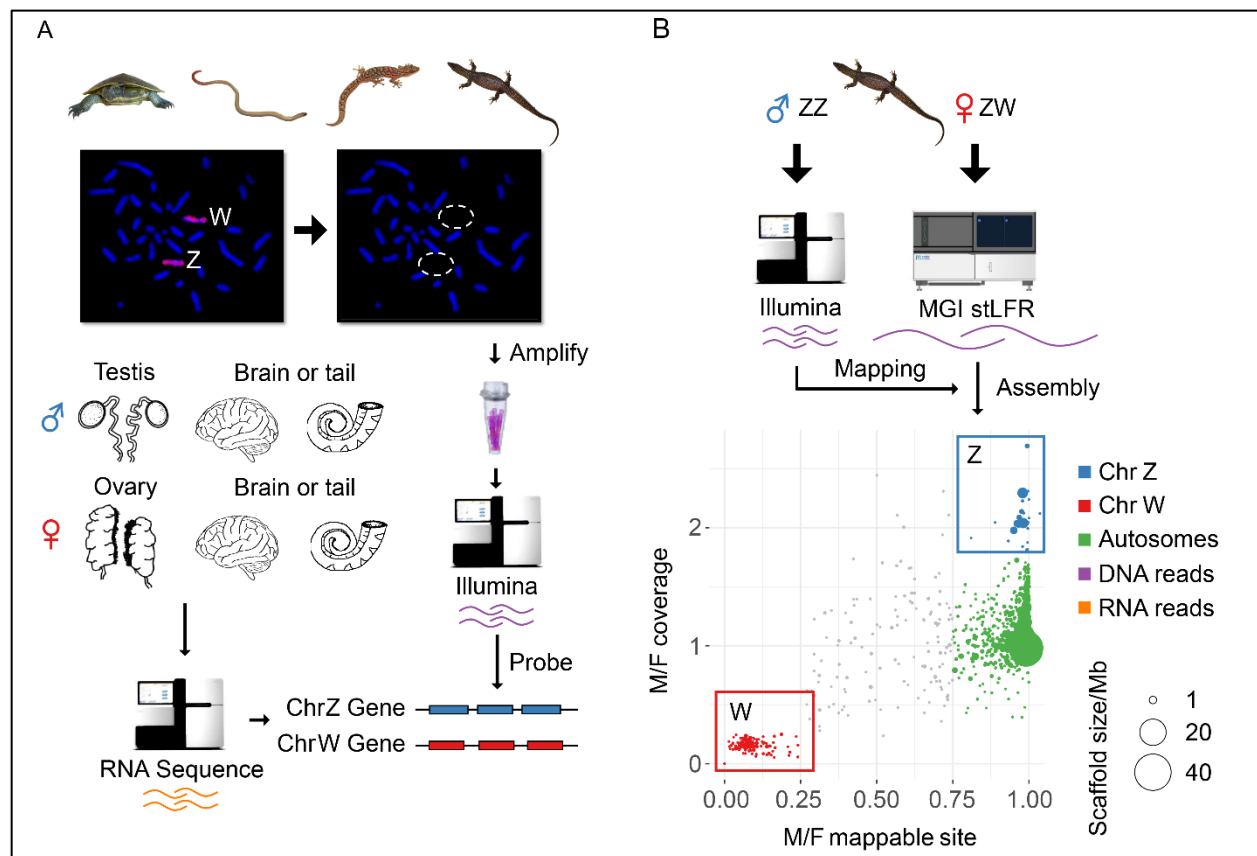 A
W
Z
Amplify
Testis
Brain or tail
♂
Ovary
Brain or tail
♀
Illumina
Probe
ChrZ Gene
ChrW Gene
RNA Sequence
B
♂ ZZ
♀ ZW
Illumina
MGI stLFR
Mapping
Assembly
Z
W
M/F coverage
2
1
0
0.00 0.25 0.50 0.75 1.00
M/F mappable site
Chr Z
Chr W
Autosomes
DNA reads
RNA reads
Scaffold size/Mb
1
20
40